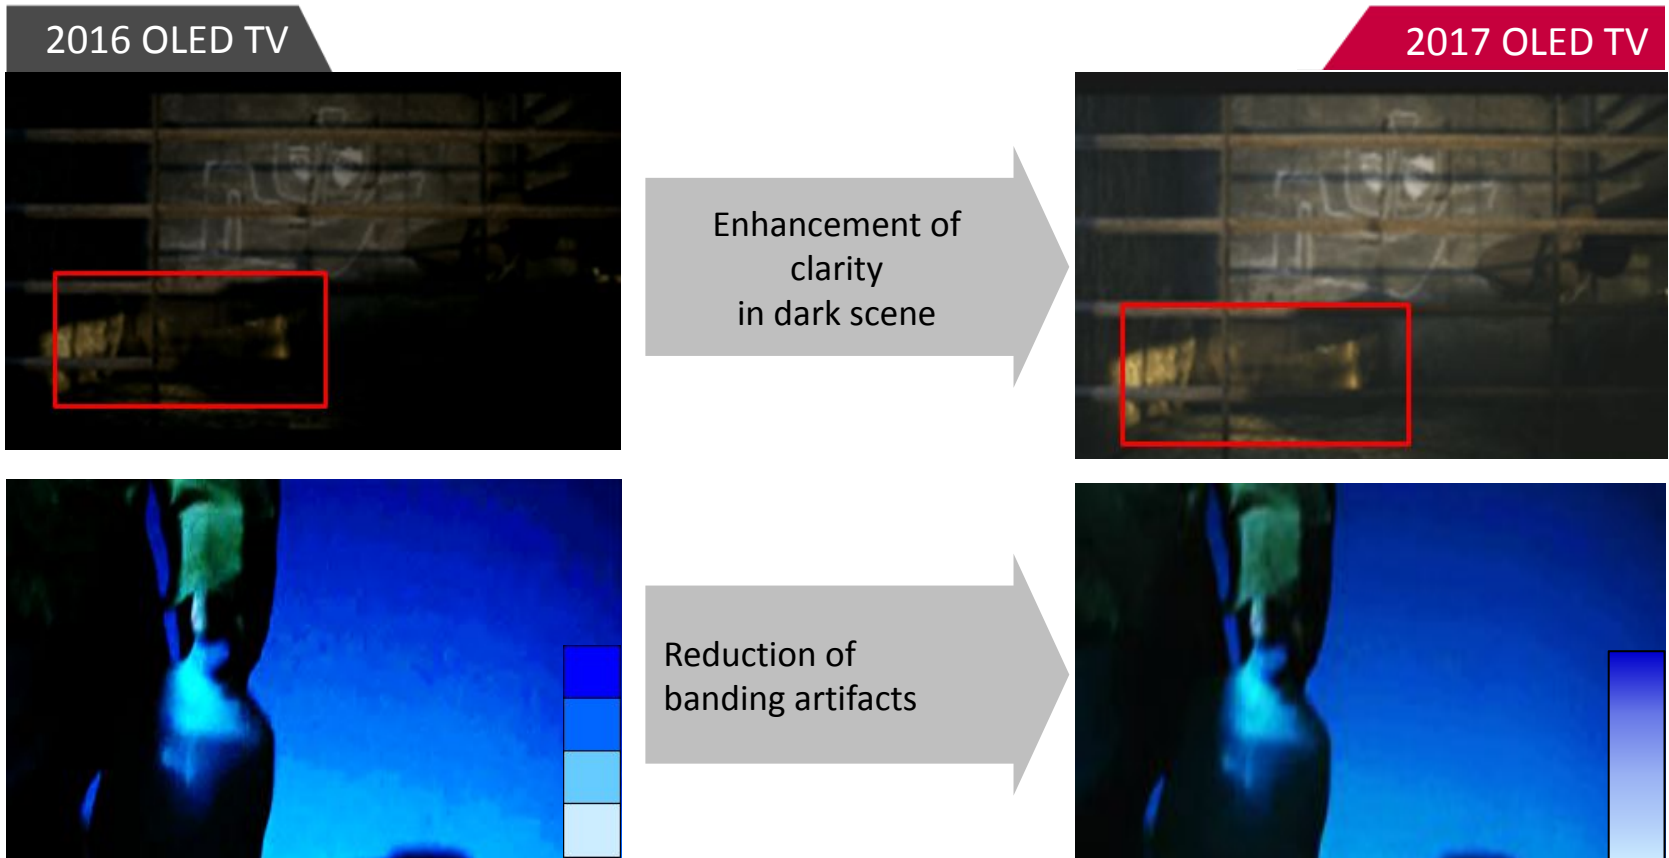 2016 OLED TV
2017 OLED TV
Enhancement of
clarity
in dark scene
Reduction of
banding artifacts